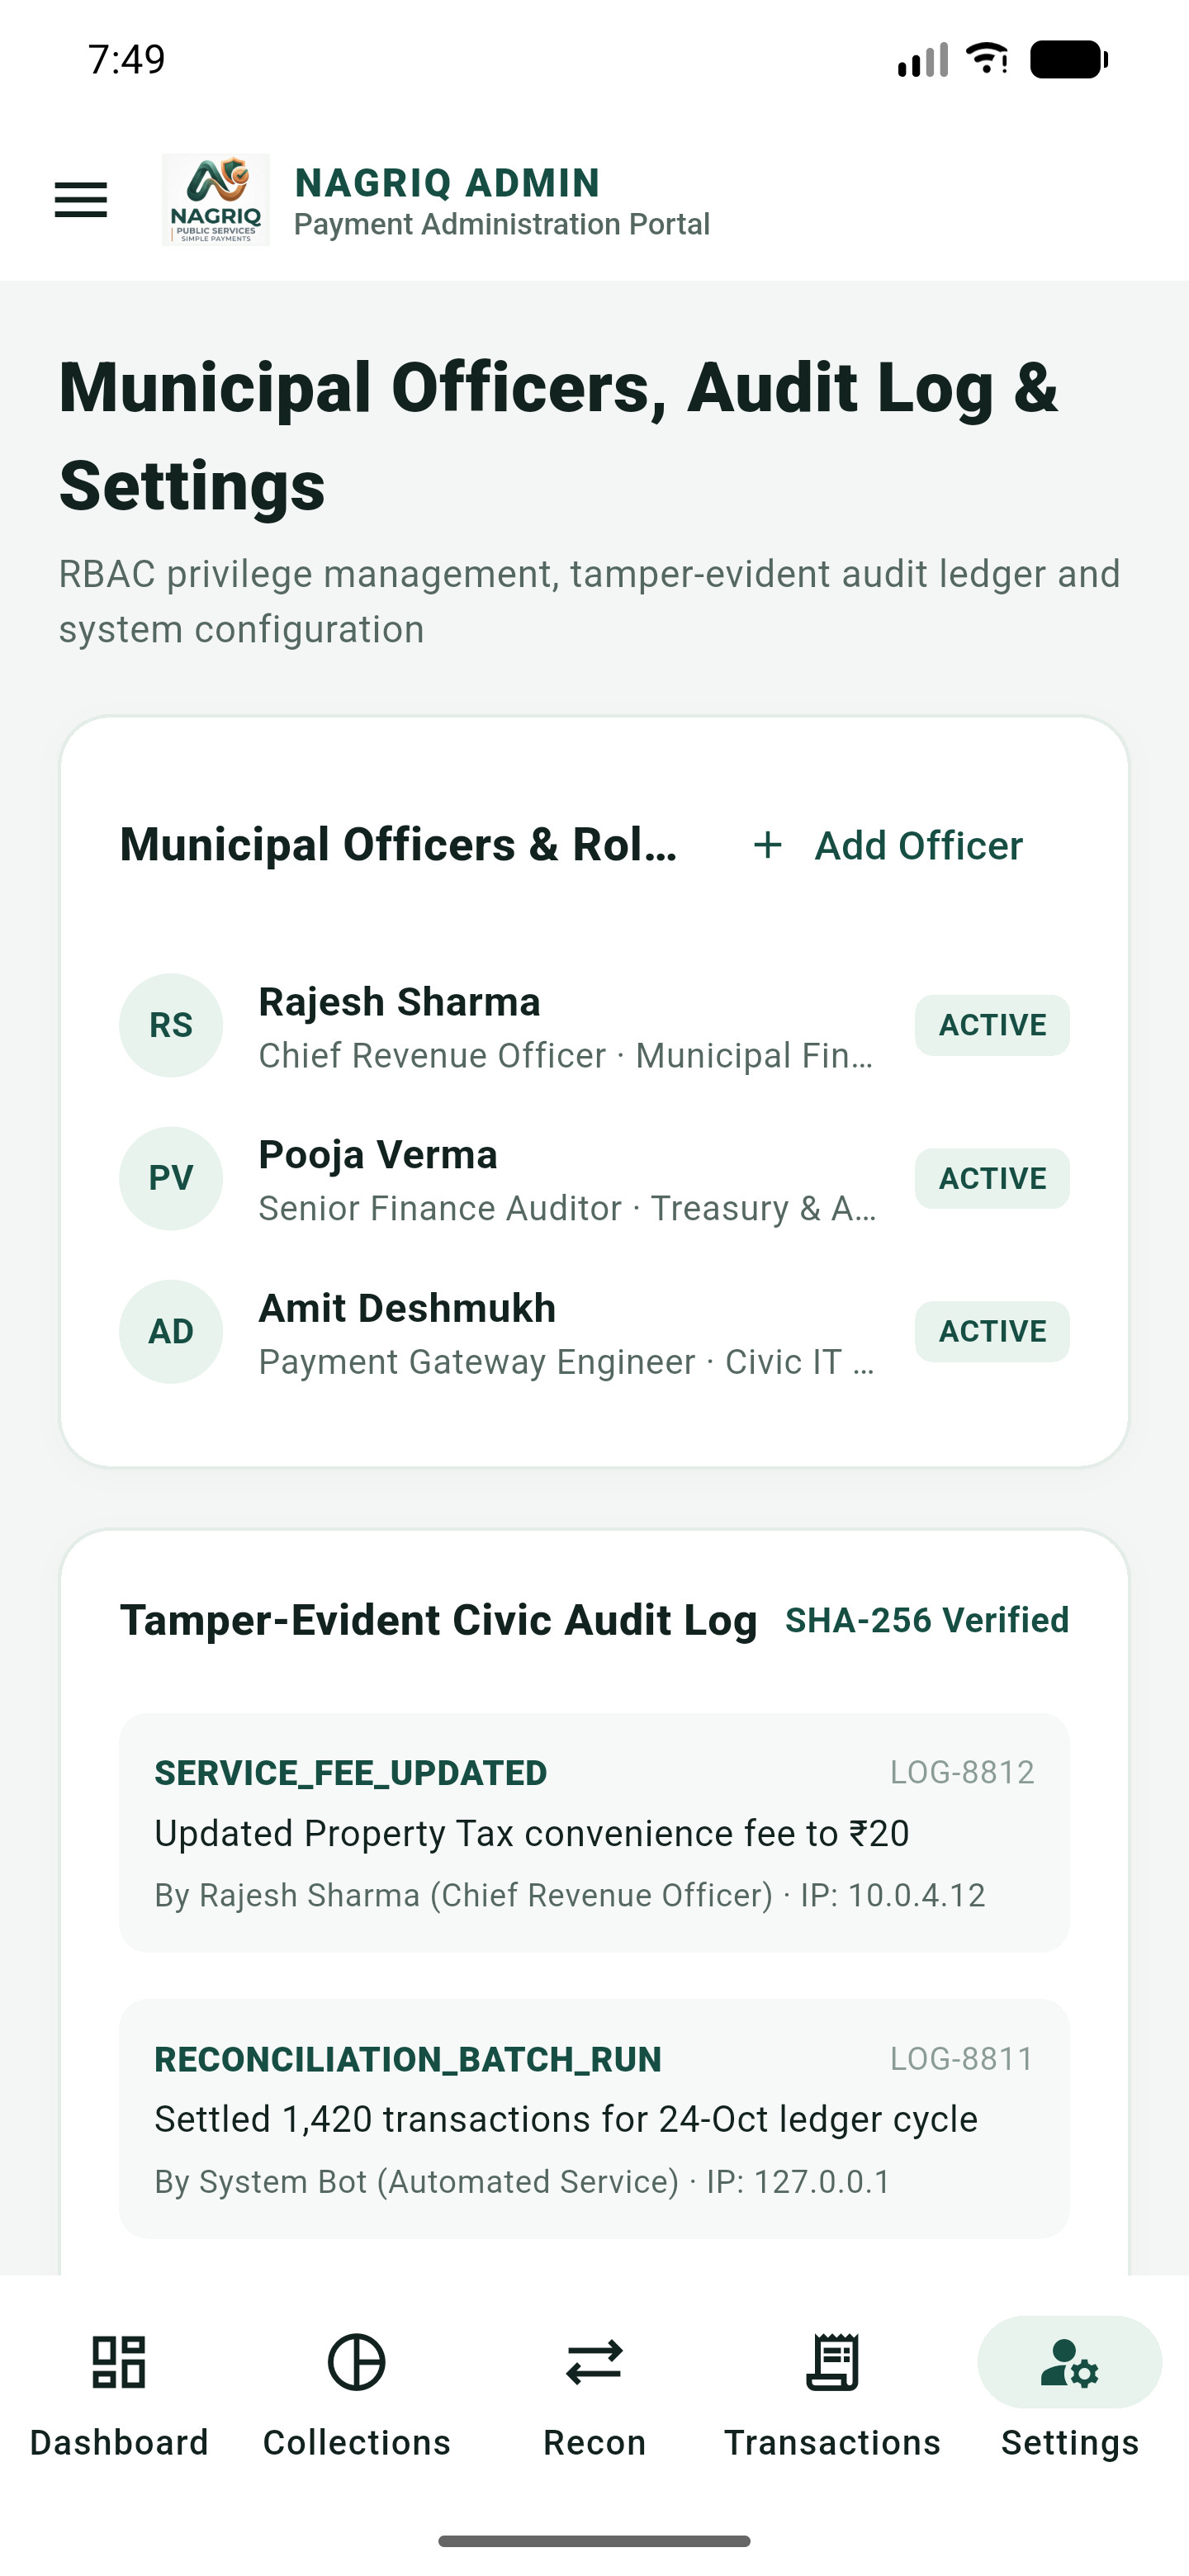 7:49
NAGRIQ
PUBLIC SERVICES
SIMPLE PAYMENTS
NAGRIQ ADMIN
Payment Administration Portal
Municipal Officers, Audit Log &
Settings
RBAC privilege management, tamper-evident audit ledger and
system configuration
Municipal Officers & Rol...
+ Add Officer
RS
Rajesh Sharma
Chief Revenue Officer · Municipal Fin...
ACTIVE
PV
Pooja Verma
Senior Finance Auditor · Treasury & A...
ACTIVE
AD
Amit Deshmukh
Payment Gateway Engineer · Civic IT ...
ACTIVE
Tamper-Evident Civic Audit Log
SHA-256 Verified
SERVICE_FEE_UPDATED
LOG-8812
Updated Property Tax convenience fee to ₹20
By Rajesh Sharma (Chief Revenue Officer) · IP: 10.0.4.12
RECONCILIATION_BATCH_RUN
LOG-8811
Settled 1,420 transactions for 24-Oct ledger cycle
By System Bot (Automated Service) · IP: 127.0.0.1
Dashboard
Collections
Recon
Transactions
Settings